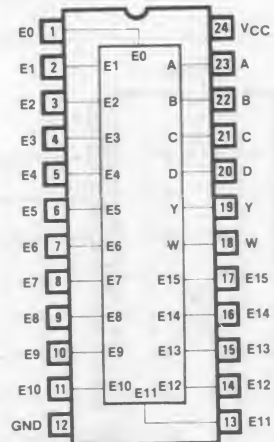 E0 1 24 VCC
E0
E1 2 E1 A 23 A
E2 3 E2 B 22 B
E3 4 E3 C 21 C
E4 5 E4 D 20 D
E5 6 E5 Y 19 Y
E6 7 E6 W 18 W
E7 8 E7 E15 17 E15
E8 9 E8 E14 16 E14
E9 10 E9 E13 15 E13
E10 11 E10 E12 14 E12
E11
GND 12 13 E11